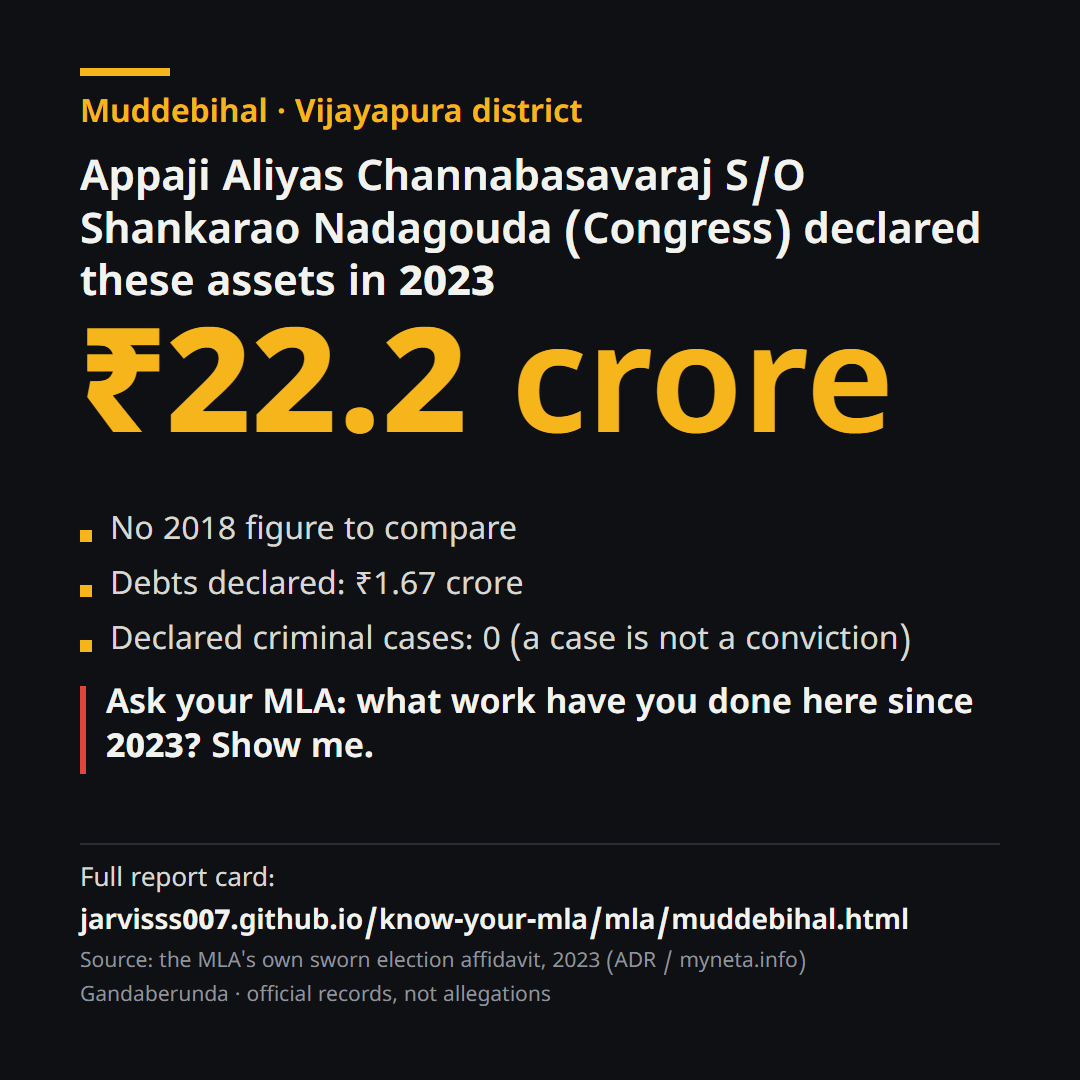 Muddebihal · Vijayapura district
Appaji Aliyas Channabasavaraj S/O
Shankarao Nadagouda (Congress) declared
these assets in 2023
₹22.2 crore
No 2018 figure to compare
Debts declared: ₹1.67 crore
Declared criminal cases: 0 (a case is not a conviction)
Ask your MLA: what work have you done here since
2023? Show me.
Full report card:
jarvisss007.github.io/know-your-mla/mla/muddebihal.html
Source: the MLA's own sworn election affidavit, 2023 (ADR / myneta.info)
Gandaberunda · official records, not allegations